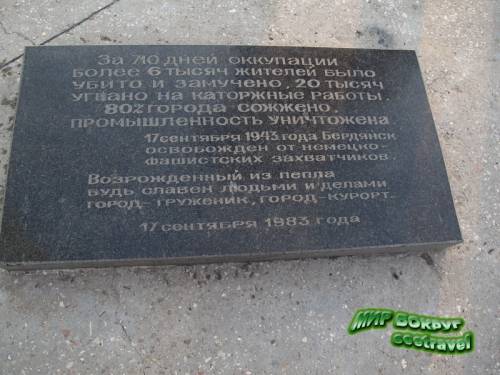 За 710 дней оккупации
более 6 тысяч жителей было
убито и замучено, 20 тысяч
угнано на каторжные работы.
80% города сожжено.
промышленность уничтожена
17 сентября 1943 года Бердянск
освобожден от немецко-
фашистских захватчиков.
Возрожденный из пепла
будь славен людьми и делами
город-труженик, город-курорт.
17 сентября 1983 года
МИР ВОКРУГ